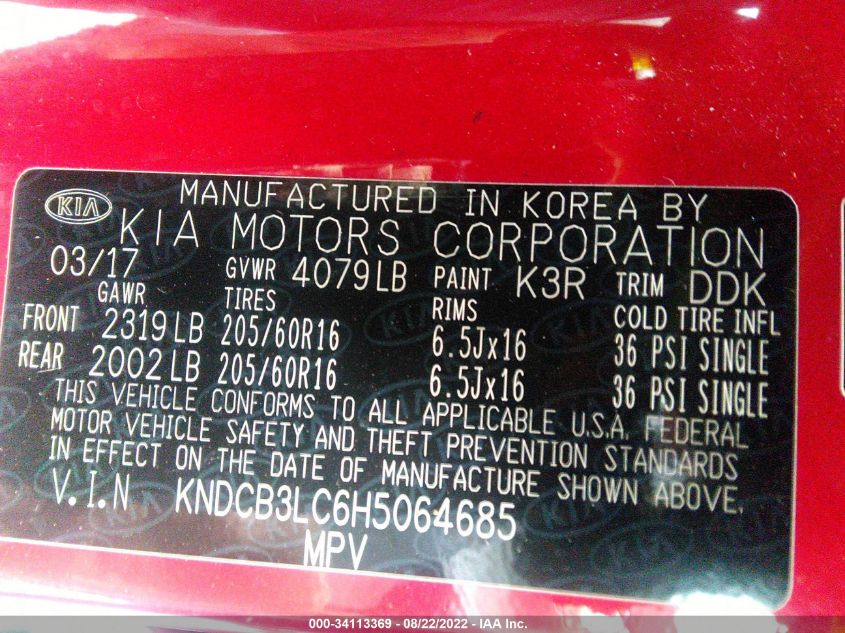 MANUFACTURED IN KOREA BY
KIA KIA MOTORS CORPORATION
03/17 GVWR 4079LB PAINT K3R TRIM DDK
GAWR TIRES RIMS COLD TIRE INFL
FRONT 2319LB 205/60R16 6.5Jx16 36 PSI SINGLE
REAR 2002LB 205/60R16 6.5Jx16 36 PSI SINGLE
THIS VEHICLE CONFORMS TO ALL APPLICABLE U.S.A. FEDERAL
MOTOR VEHICLE SAFETY AND THEFT PREVENTION STANDARDS
IN EFFECT ON THE DATE OF MANUFACTURE SHOWN ABOVE.
V.I.N KNDCB3LC6H5064685
MPV
000-34113369 - 08/22/2022 - IAA Inc.